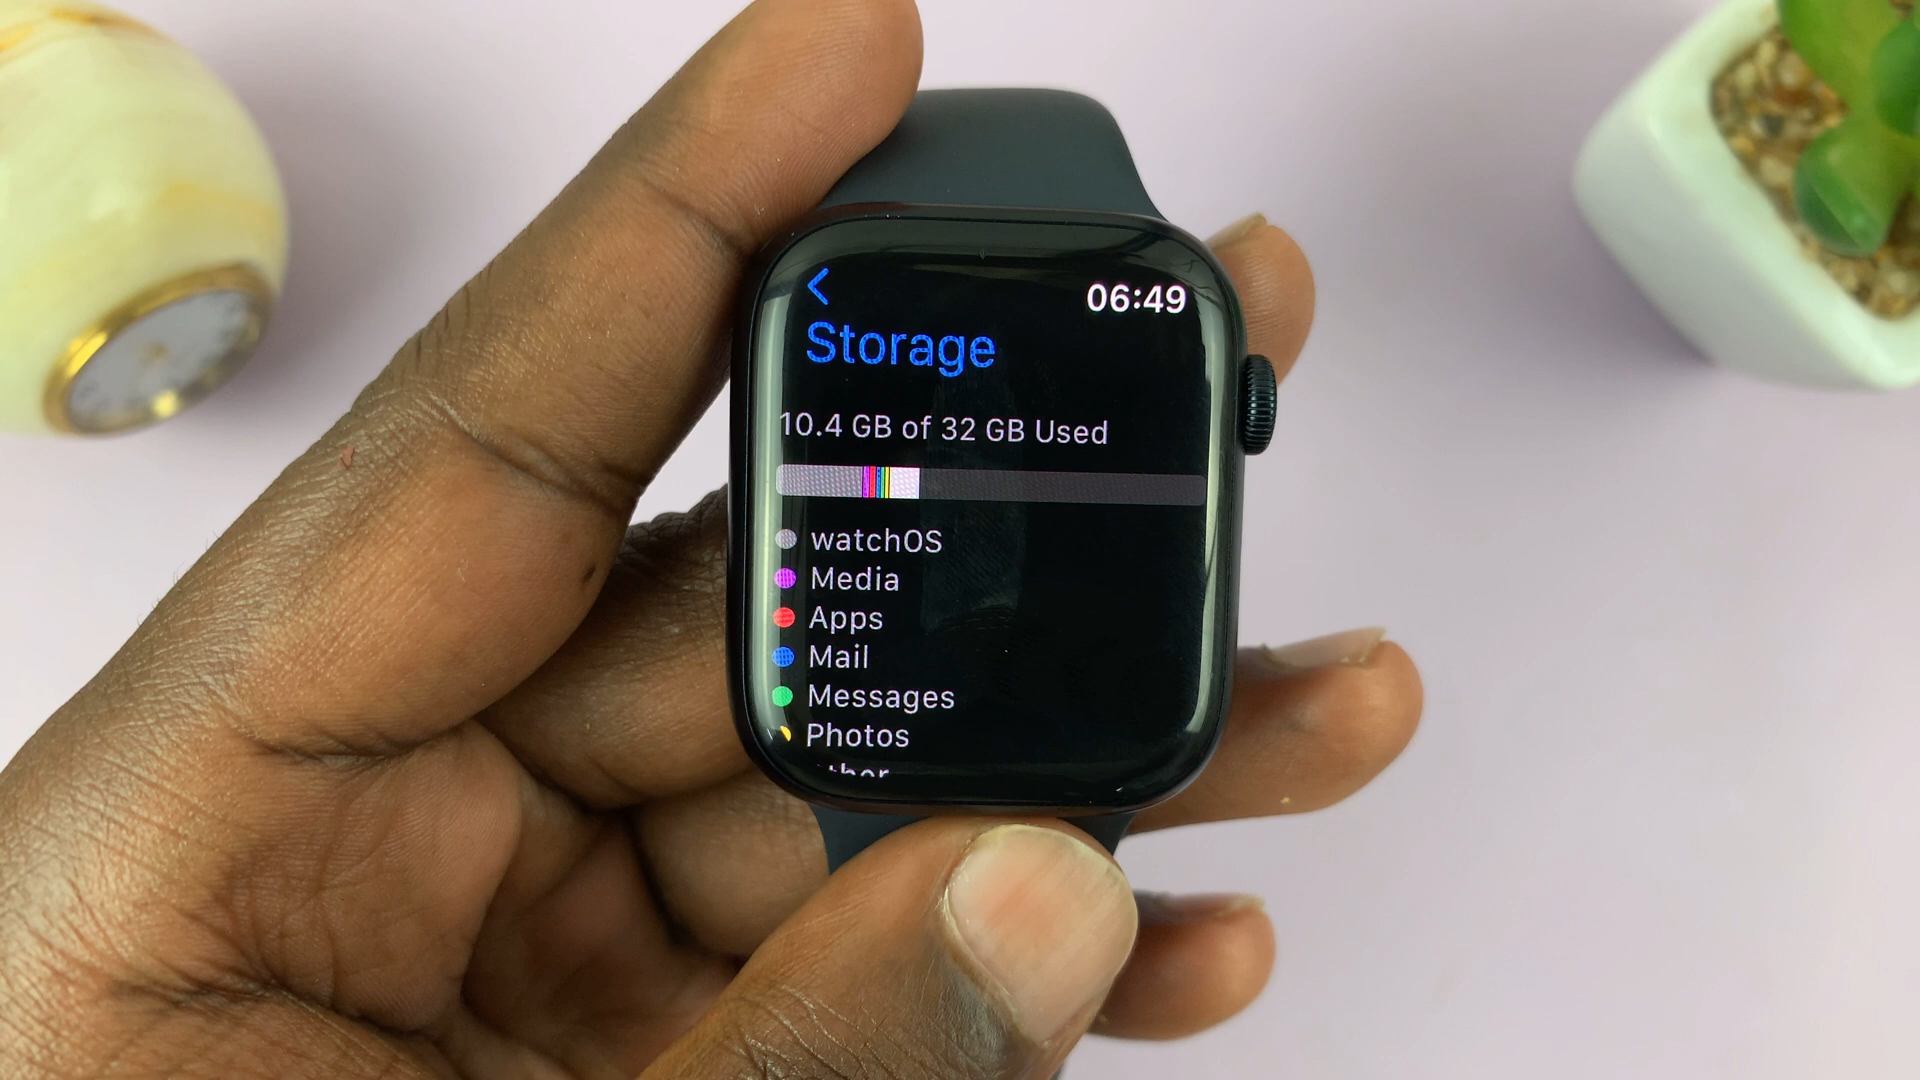 06:49
Storage
10.4 GB of 32 GB Used
watchOS
Media
Apps
Mail
Messages
Photos